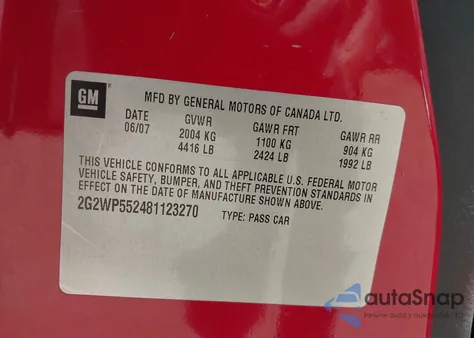 GM
MFD BY GENERAL MOTORS OF CANADA LTD.
DATE GVWR GAWR FRT GAWR RR
06/07 2004 KG 1100 KG 904 KG
4416 LB 2424 LB 1992 LB
THIS VEHICLE CONFORMS TO ALL APPLICABLE U.S. FEDERAL MOTOR
VEHICLE SAFETY, BUMPER, AND THEFT PREVENTION STANDARDS IN
EFFECT ON THE DATE OF MANUFACTURE SHOWN ABOVE.
2G2WP552481123270 TYPE: PASS CAR
autaSnap